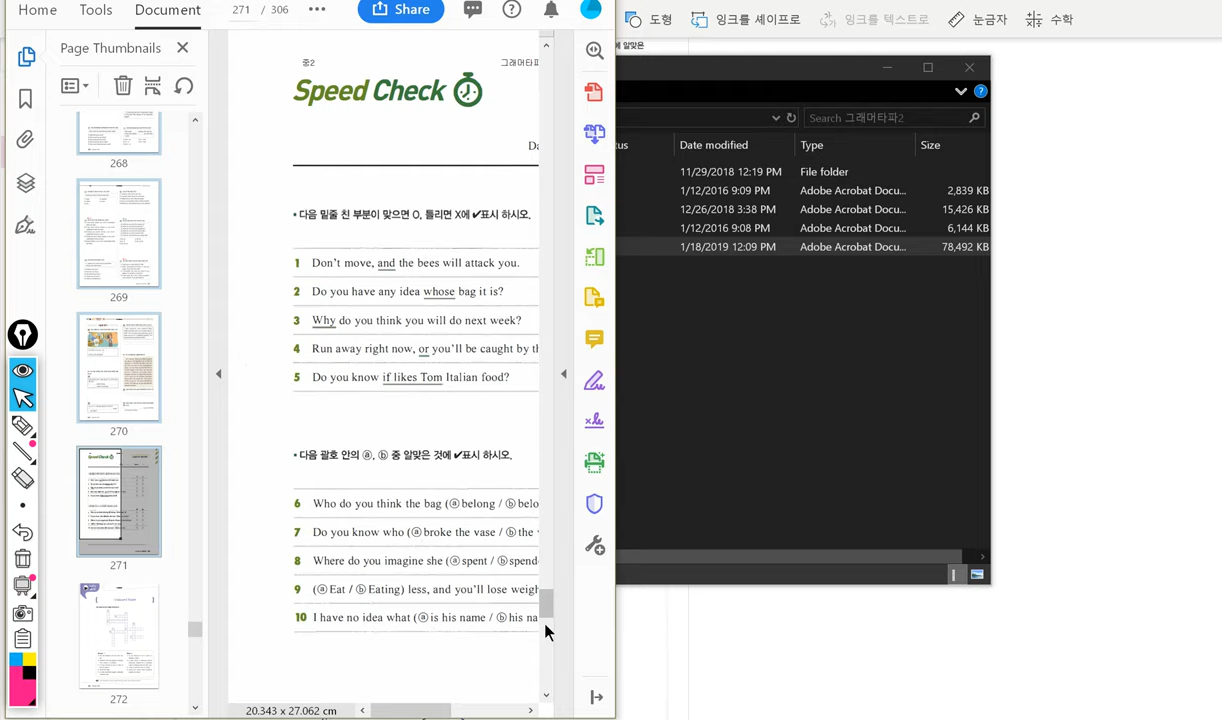 Home Tools Document 271 / 306 ••• Share
도형 잉크를 셰이프로 잉크를 텍스트로 눈금자 수학
Page Thumbnails
268
269
270
271
272
중2
그래머타파
Speed Check
• 다음 밑줄 친 부분이 맞으면 O, 틀리면 X에 ✔표시 하시오.
1 Don't move, and the bees will attack you.
2 Do you have any idea whose bag it is?
3 Why do you think you will do next week?
4 Run away right now, or you'll be caught by th
5 Do you know if likes Tom Italian food?
• 다음 괄호 안의 ⓐ, ⓑ 중 알맞은 것에 ✔표시 하시오.
6 Who do you think the bag (ⓐ belong / ⓑ belo
7 Do you know who (ⓐ broke the vase / ⓑ the
8 Where do you imagine she (ⓐ spent / ⓑ spend
9 (ⓐ Eat / ⓑ Eating) less, and you'll lose weigh
10 I have no idea what (ⓐ is his name / ⓑ his na
20.343 x 27.062 cm
Search 그래머타파2
tus Date modified Type Size
11/29/2018 12:19 PM File folder
1/12/2016 9:09 PM Adobe Acrobat Docu... 2,839 KB
12/26/2018 3:38 PM Adobe Acrobat Docu... 15,426 KB
1/12/2016 9:08 PM Adobe Acrobat Docu... 6,144 KB
1/18/2019 12:09 PM Adobe Acrobat Docu... 78,492 KB